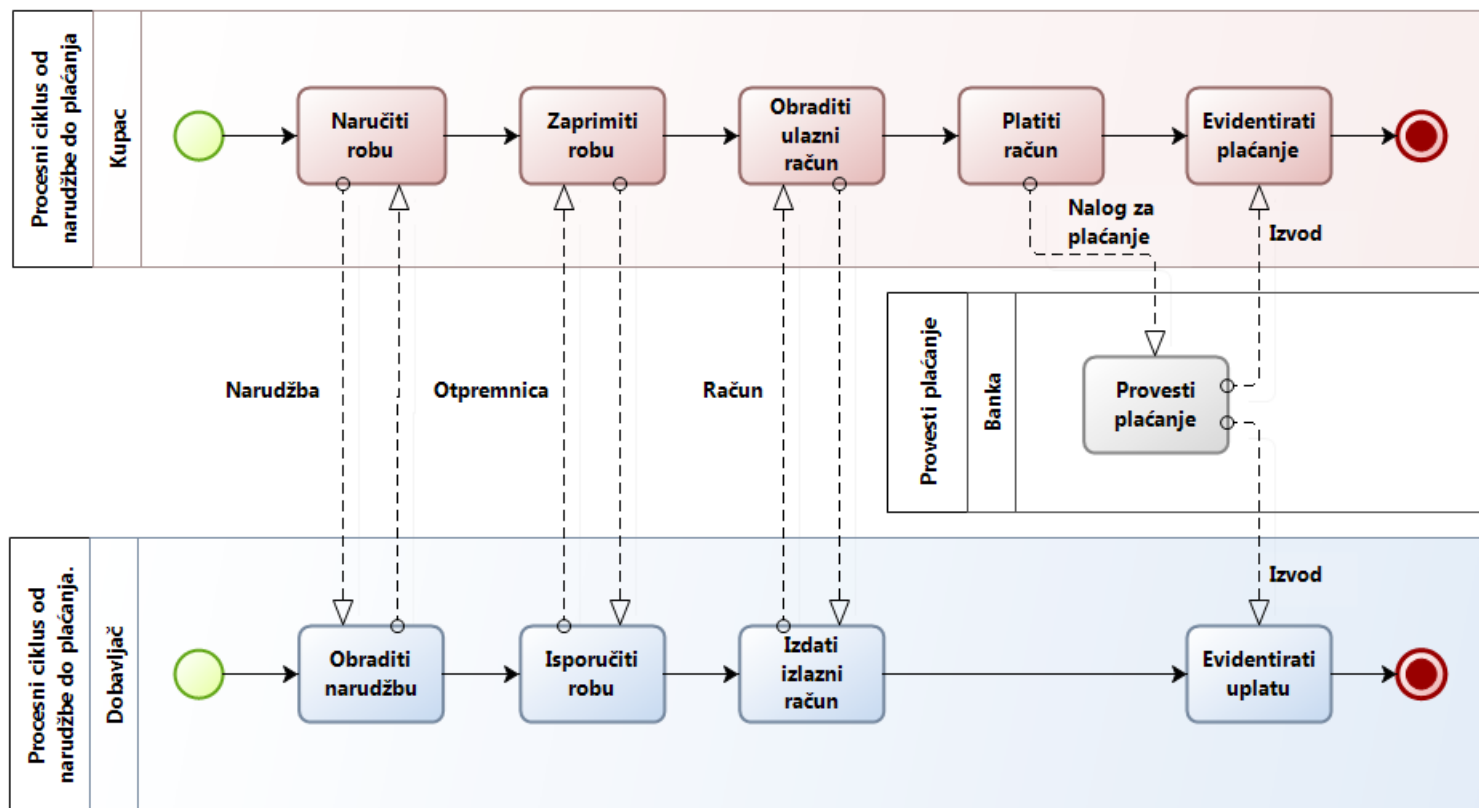 Procesni ciklus od
narudžbe do plaćanja
Kupac
Naručiti
robu
Zaprimiti
robu
Obraditi
ulazni
račun
Platiti
račun
Evidentirati
plaćanje
Nalog za
plaćanje
Izvod
Narudžba
Otpremnica
Račun
Provesti plaćanje
Banka
Provesti
plaćanje
Izvod
Procesni ciklus od
narudžbe do plaćanja.
Dobavljač
Obraditi
narudžbu
Isporučiti
robu
Izdati
izlazni
račun
Evidentirati
uplatu